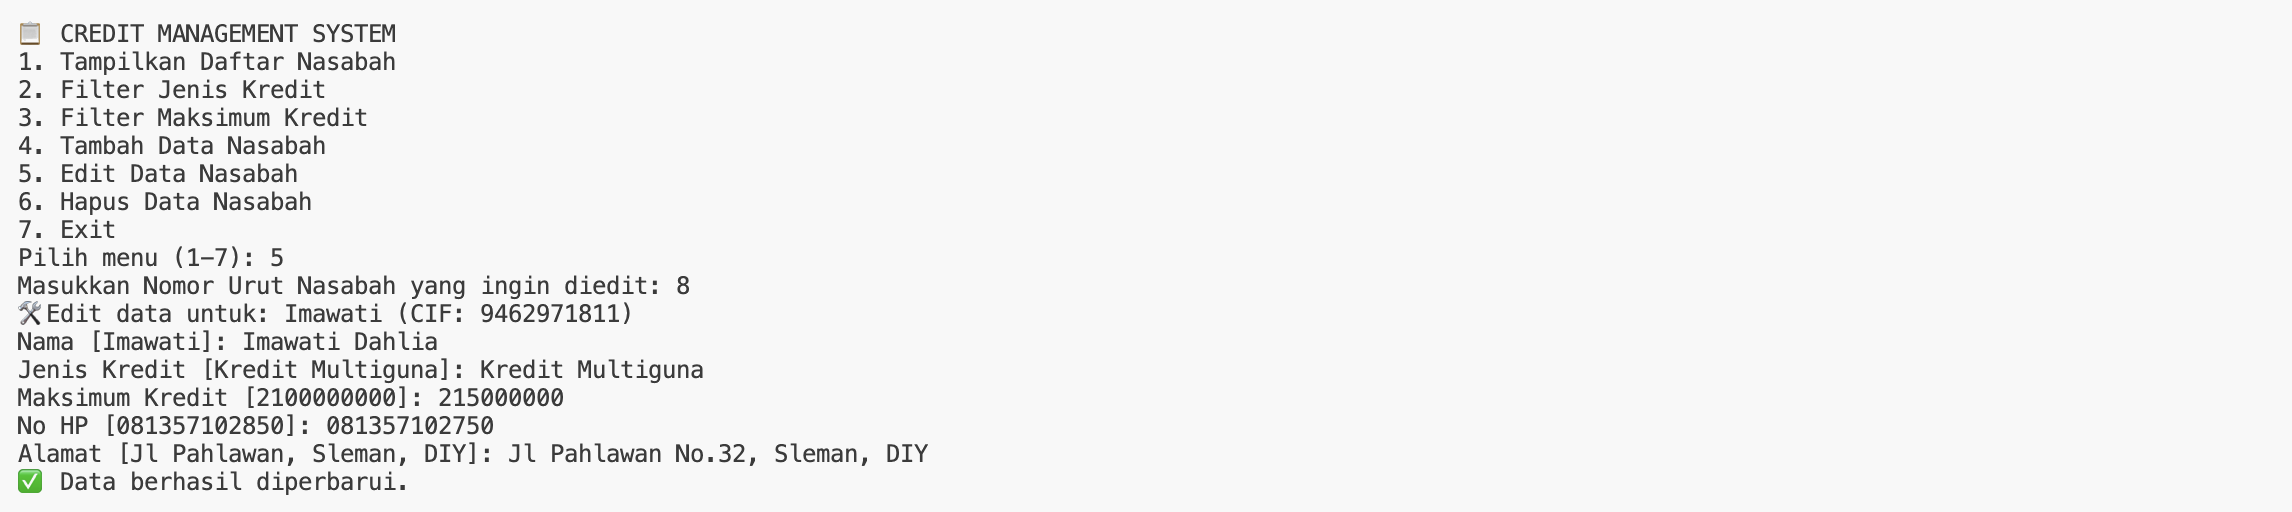 📋 CREDIT MANAGEMENT SYSTEM
1. Tampilkan Daftar Nasabah
2. Filter Jenis Kredit
3. Filter Maksimum Kredit
4. Tambah Data Nasabah
5. Edit Data Nasabah
6. Hapus Data Nasabah
7. Exit
Pilih menu (1–7): 5
Masukkan Nomor Urut Nasabah yang ingin diedit: 8
🛠️Edit data untuk: Imawati (CIF: 9462971811)
Nama [Imawati]: Imawati Dahlia
Jenis Kredit [Kredit Multiguna]: Kredit Multiguna
Maksimum Kredit [2100000000]: 215000000
No HP [081357102850]: 081357102750
Alamat [Jl Pahlawan, Sleman, DIY]: Jl Pahlawan No.32, Sleman, DIY
✅ Data berhasil diperbarui.